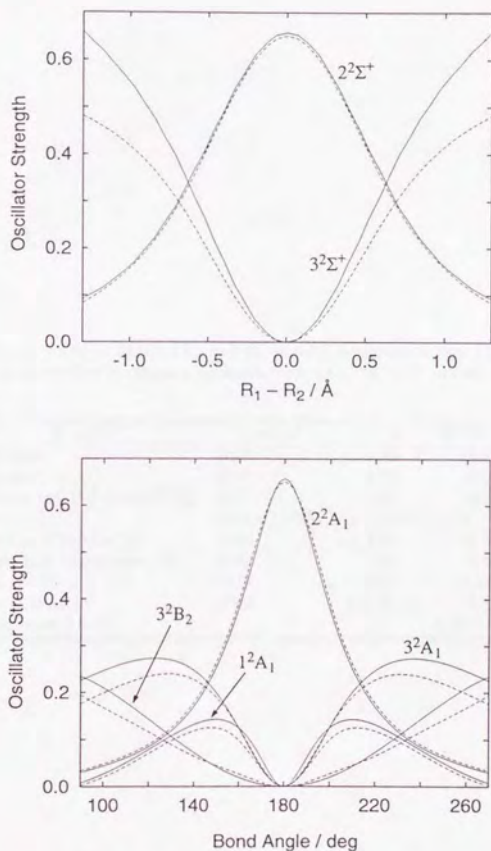 0.6
0.4
0.2
0.0
Oscillator Strength
2²Σ⁺
3²Σ⁺
-1.0 -0.5 0.0 0.5 1.0
R₁ – R₂ / Å
0.6
0.4
0.2
0.0
Oscillator Strength
2²A₁
3²B₂
1²A₁
3²A₁
100 140 180 220 260
Bond Angle / deg